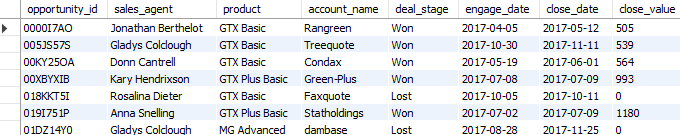 opportunity_id sales_agent product account_name deal_stage engage_date close_date close_value
0000I7AO Jonathan Berthelot GTX Basic Rangreen Won 2017-04-05 2017-05-12 505
005JS57S Gladys Colclough GTX Basic Treequote Won 2017-10-30 2017-11-11 539
00KY25OA Donn Cantrell GTX Basic Condax Won 2017-05-19 2017-06-01 564
00XBYXIB Kary Hendrixson GTX Plus Basic Green-Plus Won 2017-07-08 2017-07-09 993
018KKT5I Rosalina Dieter GTX Basic Faxquote Lost 2017-10-05 2017-10-11 0
019I751P Anna Snelling GTX Plus Basic Statholdings Won 2017-07-02 2017-07-09 1180
01DZ14Y0 Gladys Colclough MG Advanced dambase Lost 2017-08-28 2017-11-25 0